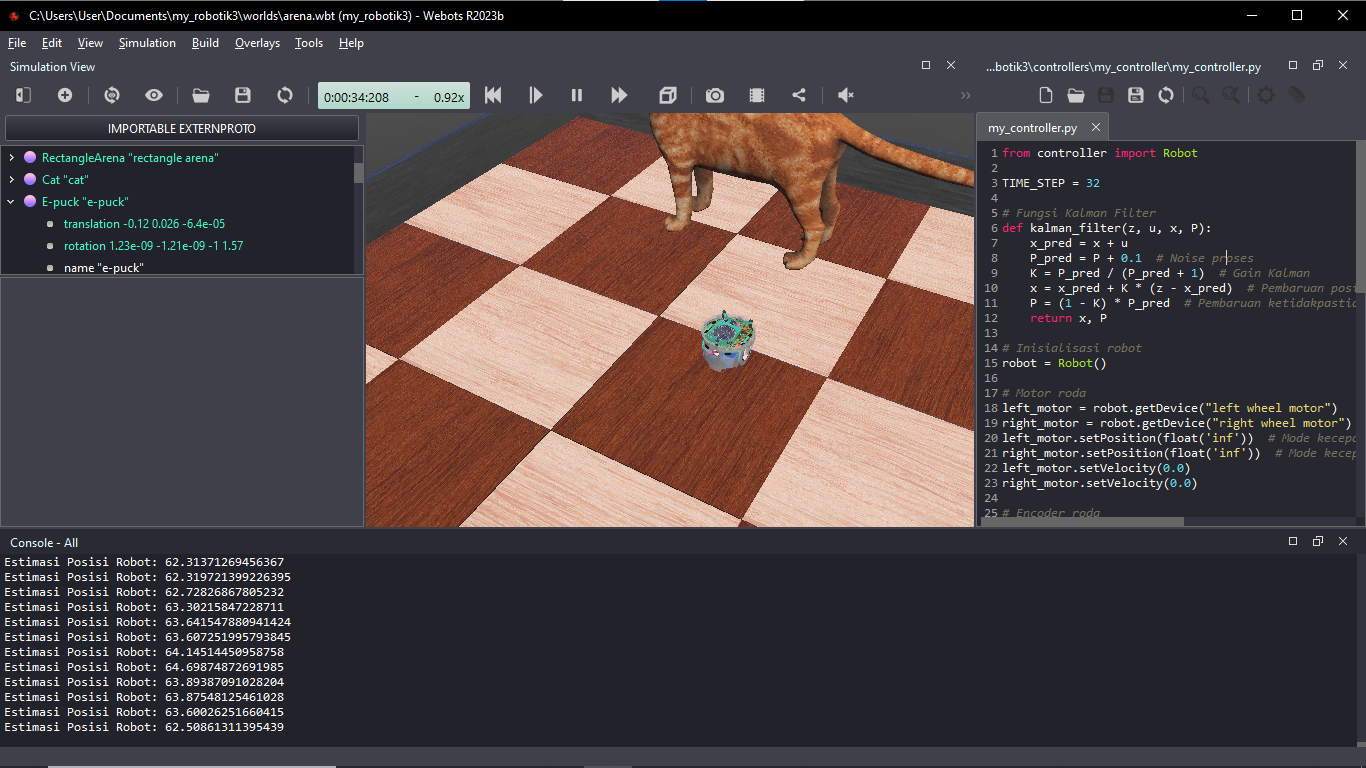 C:\Users\User\Documents\my_robotik3\worlds\arena.wbt (my_robotik3) - Webots R2023b
File Edit View Simulation Build Overlays Tools Help
Simulation View
...botik3\controllers\my_controller\my_controller.py
0:00:34:208 - 0.92x
IMPORTABLE EXTERNPROTO
RectangleArena "rectangle arena"
Cat "cat"
E-puck "e-puck"
translation -0.12 0.026 -6.4e-05
rotation 1.23e-09 -1.21e-09 -1 1.57
name "e-puck"
my_controller.py
1 from controller import Robot
2
3 TIME_STEP = 32
4
5 # Fungsi Kalman Filter
6 def kalman_filter(z, u, x, P):
7 x_pred = x + u
8 P_pred = P + 0.1 # Noise proses
9 K = P_pred / (P_pred + 1) # Gain Kalman
10 x = x_pred + K * (z - x_pred) # Pembaruan posi
11 P = (1 - K) * P_pred # Pembaruan ketidakpastia
12 return x, P
13
14 # Inisialisasi robot
15 robot = Robot()
16
17 # Motor roda
18 left_motor = robot.getDevice("left wheel motor")
19 right_motor = robot.getDevice("right wheel motor")
20 left_motor.setPosition(float('inf')) # Mode kecepa
21 right_motor.setPosition(float('inf')) # Mode kecep
22 left_motor.setVelocity(0.0)
23 right_motor.setVelocity(0.0)
24
25 # Encoder roda
Console - All
Estimasi Posisi Robot: 62.31371269456367
Estimasi Posisi Robot: 62.319721399226395
Estimasi Posisi Robot: 62.72826867805232
Estimasi Posisi Robot: 63.30215847228711
Estimasi Posisi Robot: 63.641547880941424
Estimasi Posisi Robot: 63.607251995793845
Estimasi Posisi Robot: 64.14514450958758
Estimasi Posisi Robot: 64.69874872691985
Estimasi Posisi Robot: 63.89387091028204
Estimasi Posisi Robot: 63.87548125461028
Estimasi Posisi Robot: 63.60026251660415
Estimasi Posisi Robot: 62.50861311395439